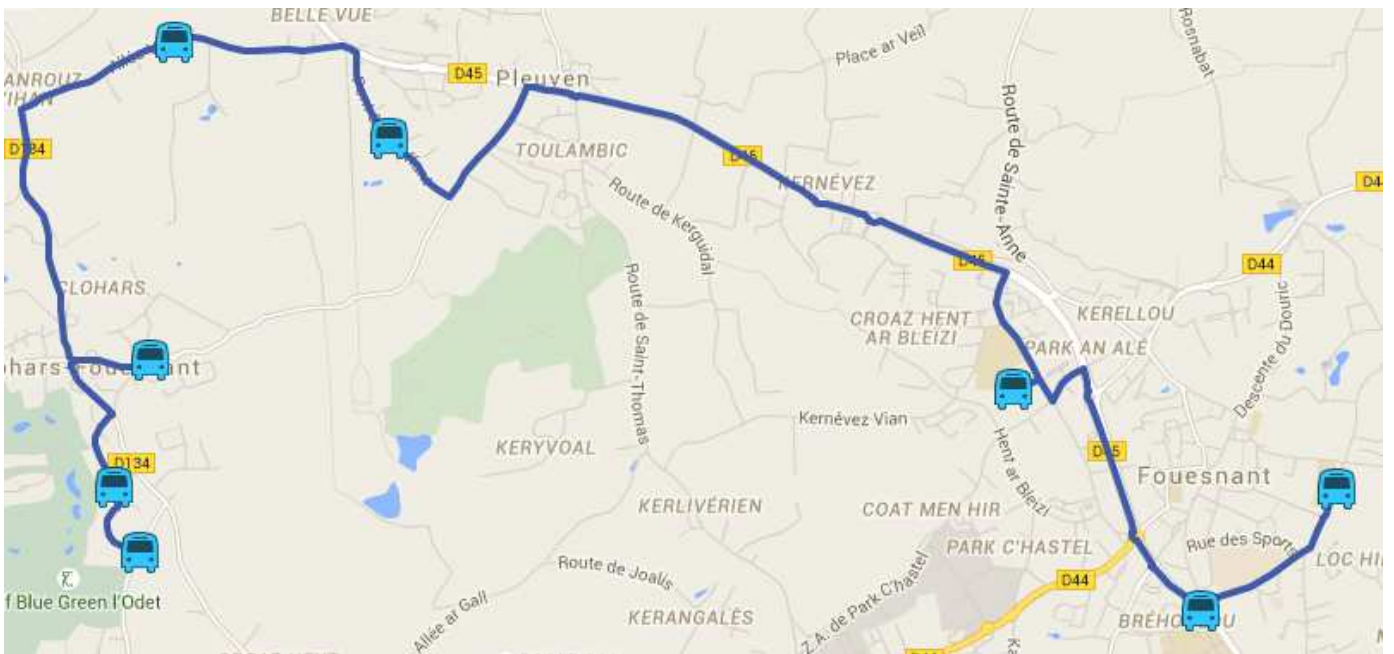 BELLE VUE
Rosnabat
Place ar Veil
D45
Pleuven
Route de Sainte-Anne
D134
TOULAMBIC
D45
KERNÉVEZ
D44
Route de Kerguidal
D45
D44
Route de Saint-Thomas
CLOHARS
KERELLOU
CROAZ HENT
AR BLEIZI
PARK AN ALÉ
Descente du Douric
Kernévez Vian
KERYVOAL
Hent ar Bleizi
D45
D134
Fouesnant
KERLIVÉRIEN
COAT MEN HIR
PARK C'HASTEL
Rue des Sports
LOC HI
Route de Joalis
D44
f Blue Green l'Odet
Allée ar Gall
KERANGALÈS
Z.A. de Park C'hastel